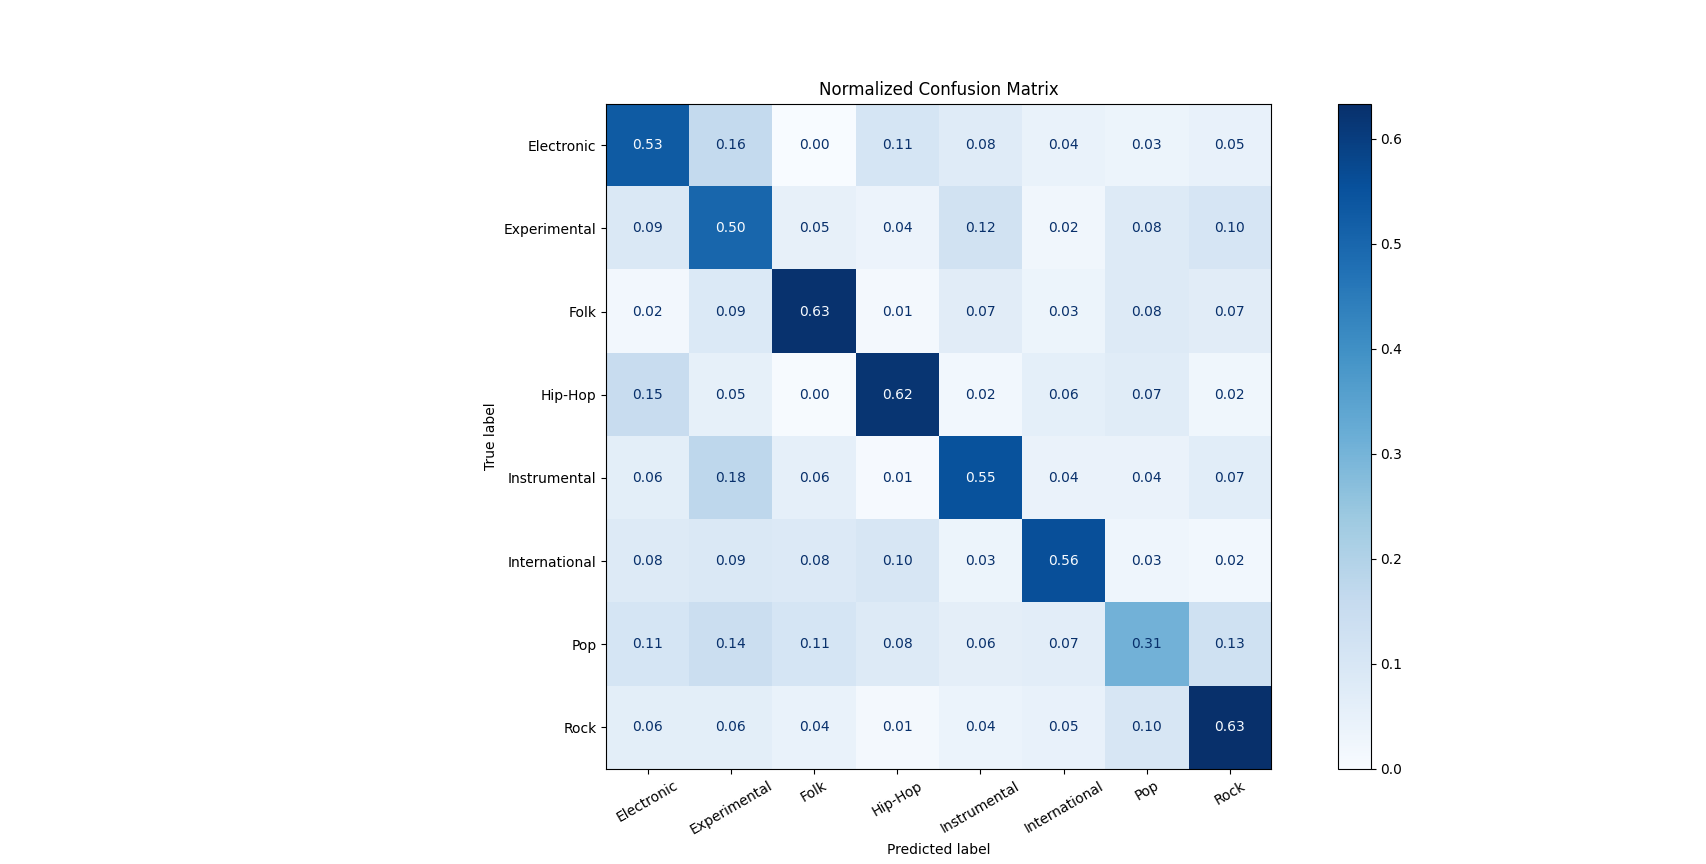 Normalized Confusion Matrix
Electronic 0.53 0.16 0.00 0.11 0.08 0.04 0.03 0.05
Experimental 0.09 0.50 0.05 0.04 0.12 0.02 0.08 0.10
Folk 0.02 0.09 0.63 0.01 0.07 0.03 0.08 0.07
Hip-Hop 0.15 0.05 0.00 0.62 0.02 0.06 0.07 0.02
Instrumental 0.06 0.18 0.06 0.01 0.55 0.04 0.04 0.07
International 0.08 0.09 0.08 0.10 0.03 0.56 0.03 0.02
Pop 0.11 0.14 0.11 0.08 0.06 0.07 0.31 0.13
Rock 0.06 0.06 0.04 0.01 0.04 0.05 0.10 0.63
True label
Electronic Experimental Folk Hip-Hop Instrumental International Pop Rock
Predicted label
0.6
0.5
0.4
0.3
0.2
0.1
0.0